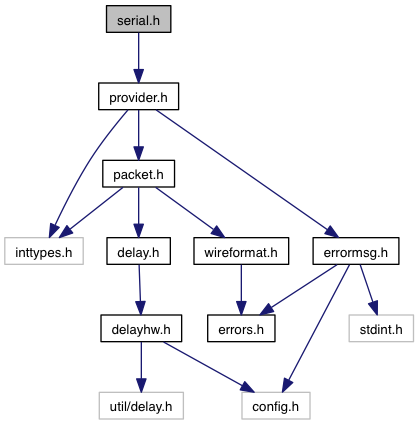 serial.h
provider.h
packet.h
inttypes.h
delay.h
wireformat.h
errormsg.h
delayhw.h
errors.h
stdint.h
util/delay.h
config.h